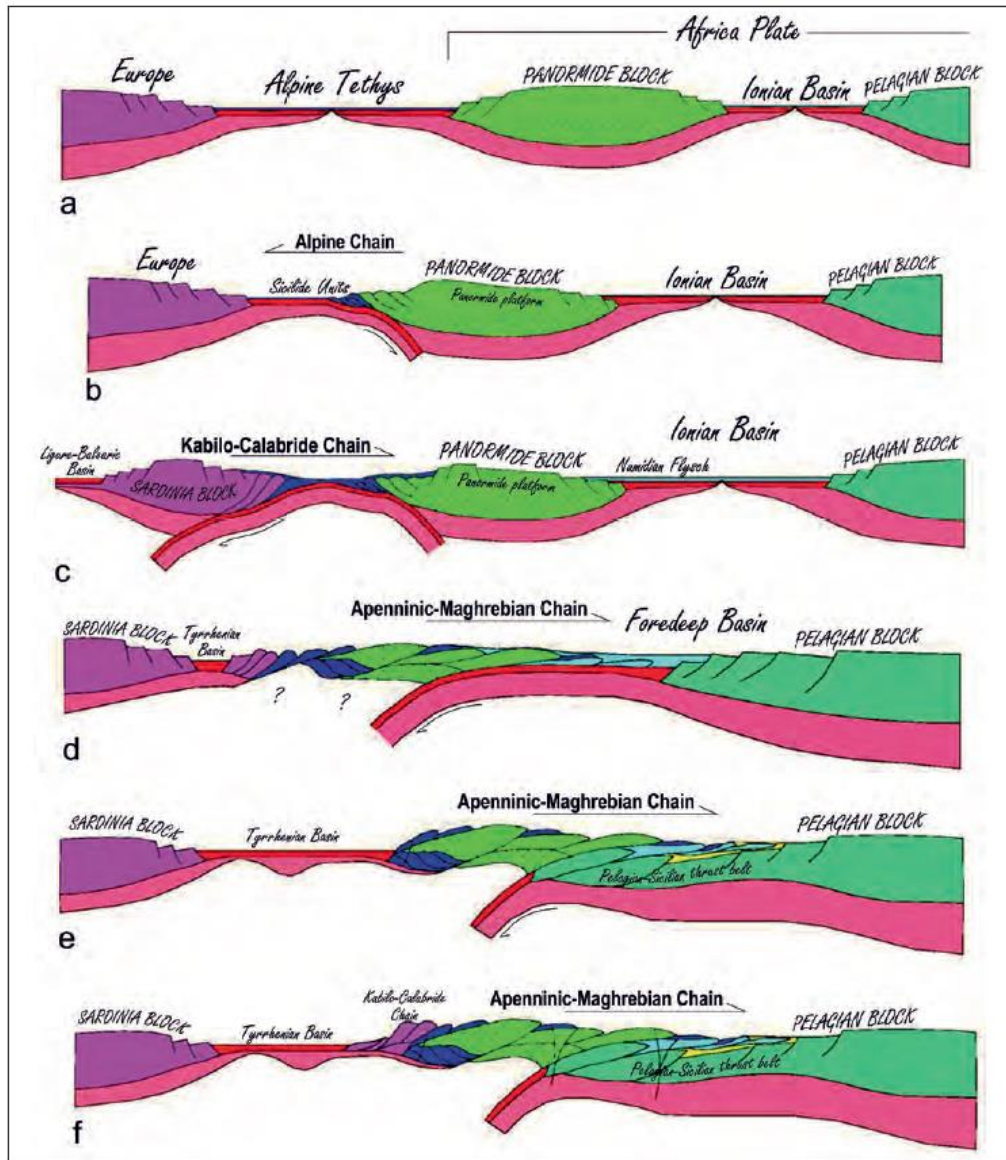 Africa Plate
Europe
Alpine Tethys
PANORMIDE BLOCK
Ionian Basin
PELAGIAN BLOCK
a
Alpine Chain
Europe
Sicilide Units
PANORMIDE BLOCK
Panormide platform
Ionian Basin
PELAGIAN BLOCK
b
Ionian Basin
Kabilo-Calabride Chain
Ligure-Balearic
Basin
SARDINIA BLOCK
PANORMIDE BLOCK
Panormide platform
Numidian Flysch
PELAGIAN BLOCK
c
Apenninic-Maghrebian Chain
SARDINIA BLOCK
Tyrrhenian
Basin
Foredeep Basin
PELAGIAN BLOCK
?
?
d
Apenninic-Maghrebian Chain
SARDINIA BLOCK
Tyrrhenian Basin
PELAGIAN BLOCK
Pelagian-Sicilian thrust belt
e
Kabilo-Calabride
Chain
Apenninic-Maghrebian Chain
SARDINIA BLOCK
Tyrrhenian Basin
PELAGIAN BLOCK
Pelagian-Sicilian thrust belt
f